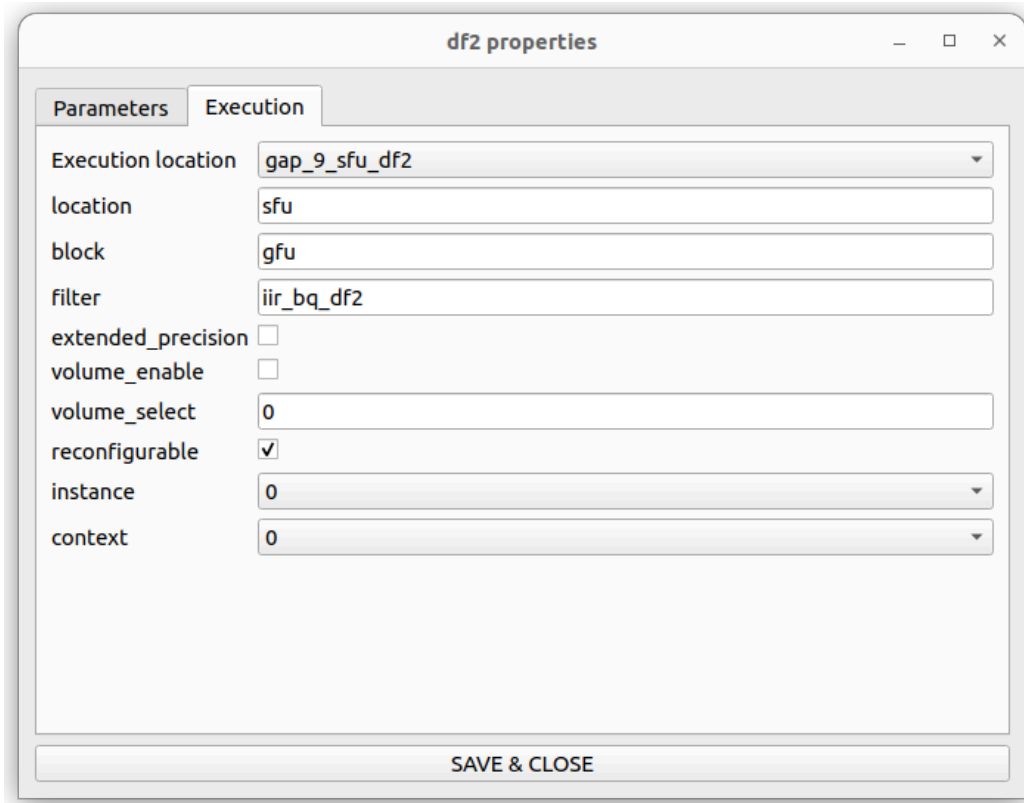 df2 properties
Parameters Execution
Execution location gap_9_sfu_df2
location sfu
block gfu
filter iir_bq_df2
extended_precision
volume_enable
volume_select 0
reconfigurable
instance 0
context 0
SAVE & CLOSE